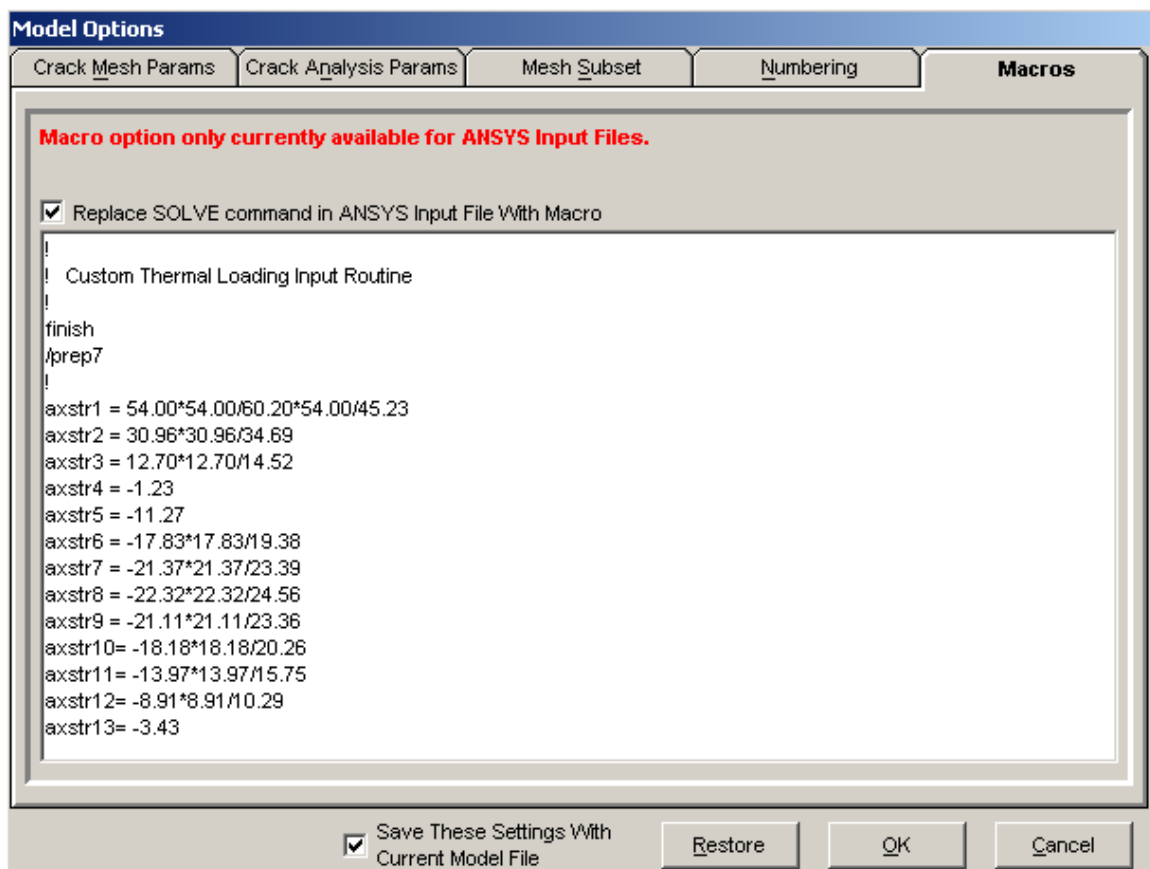 Model Options
Crack Mesh Params
Crack Analysis Params
Mesh Subset
Numbering
Macros
Macro option only currently available for ANSYS Input Files.
Replace SOLVE command in ANSYS Input File With Macro
!
! Custom Thermal Loading Input Routine
!
finish
/prep7
!
axstr1 = 54.00*54.00/60.20*54.00/45.23
axstr2 = 30.96*30.96/34.69
axstr3 = 12.70*12.70/14.52
axstr4 = -1.23
axstr5 = -11.27
axstr6 = -17.83*17.83/19.38
axstr7 = -21.37*21.37/23.39
axstr8 = -22.32*22.32/24.56
axstr9 = -21.11*21.11/23.36
axstr10= -18.18*18.18/20.26
axstr11= -13.97*13.97/15.75
axstr12= -8.91*8.91/10.29
axstr13= -3.43
Save These Settings With
Current Model File
Restore
OK
Cancel